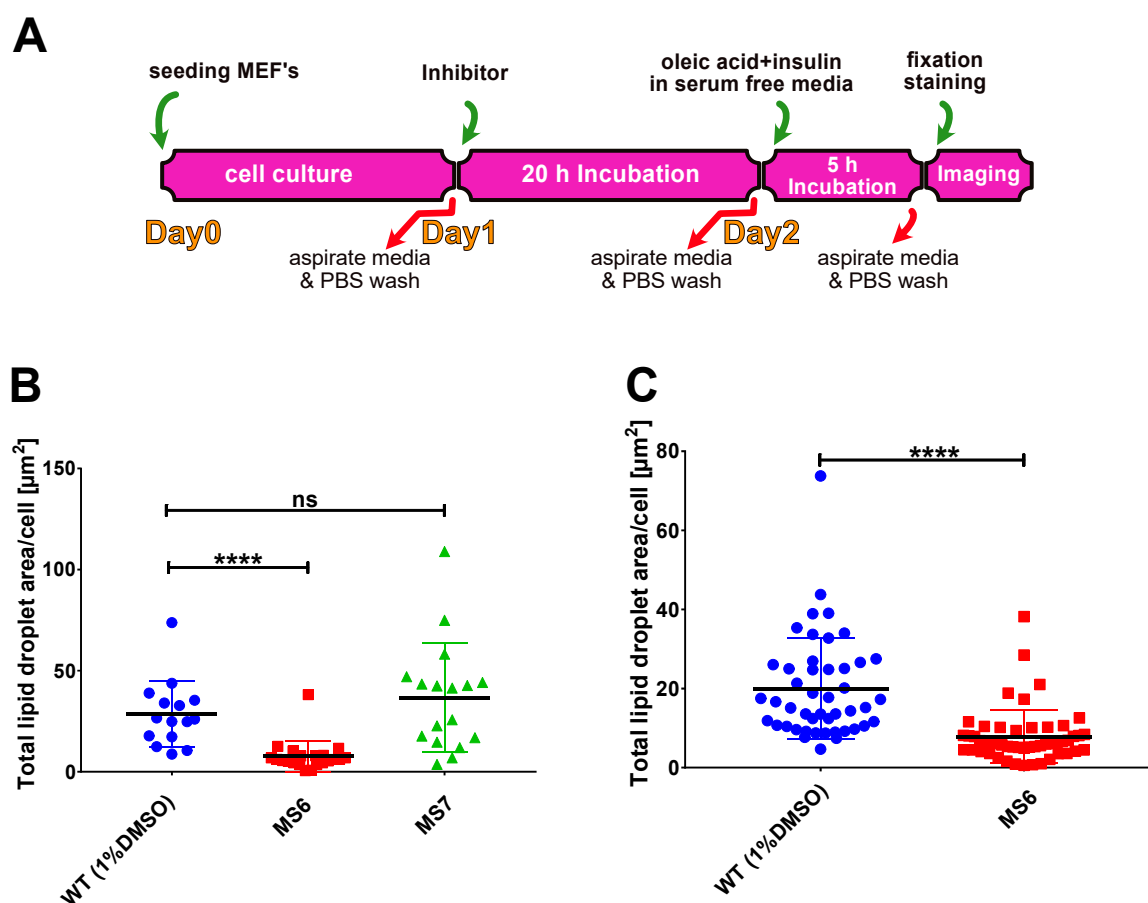 A
seeding MEF's
Inhibitor
oleic acid+insulin
in serum free media
fixation
staining
cell culture
20 h Incubation
5 h
Incubation
Imaging
Day0
Day1
Day2
aspirate media
& PBS wash
aspirate media
& PBS wash
aspirate media
& PBS wash
B
Total lipid droplet area/cell [µm²]
150
100
50
0
ns
****
WT (1%DMSO)
MS6
MS7
C
Total lipid droplet area/cell [µm²]
80
60
40
20
0
****
WT (1%DMSO)
MS6